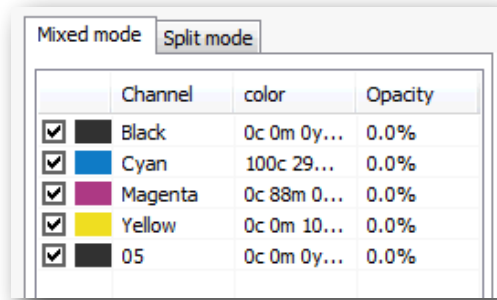 Mixed mode Split mode
Channel color Opacity
Black 0c 0m 0y... 0.0%
Cyan 100c 29... 0.0%
Magenta 0c 88m 0... 0.0%
Yellow 0c 0m 10... 0.0%
05 0c 0m 0y... 0.0%